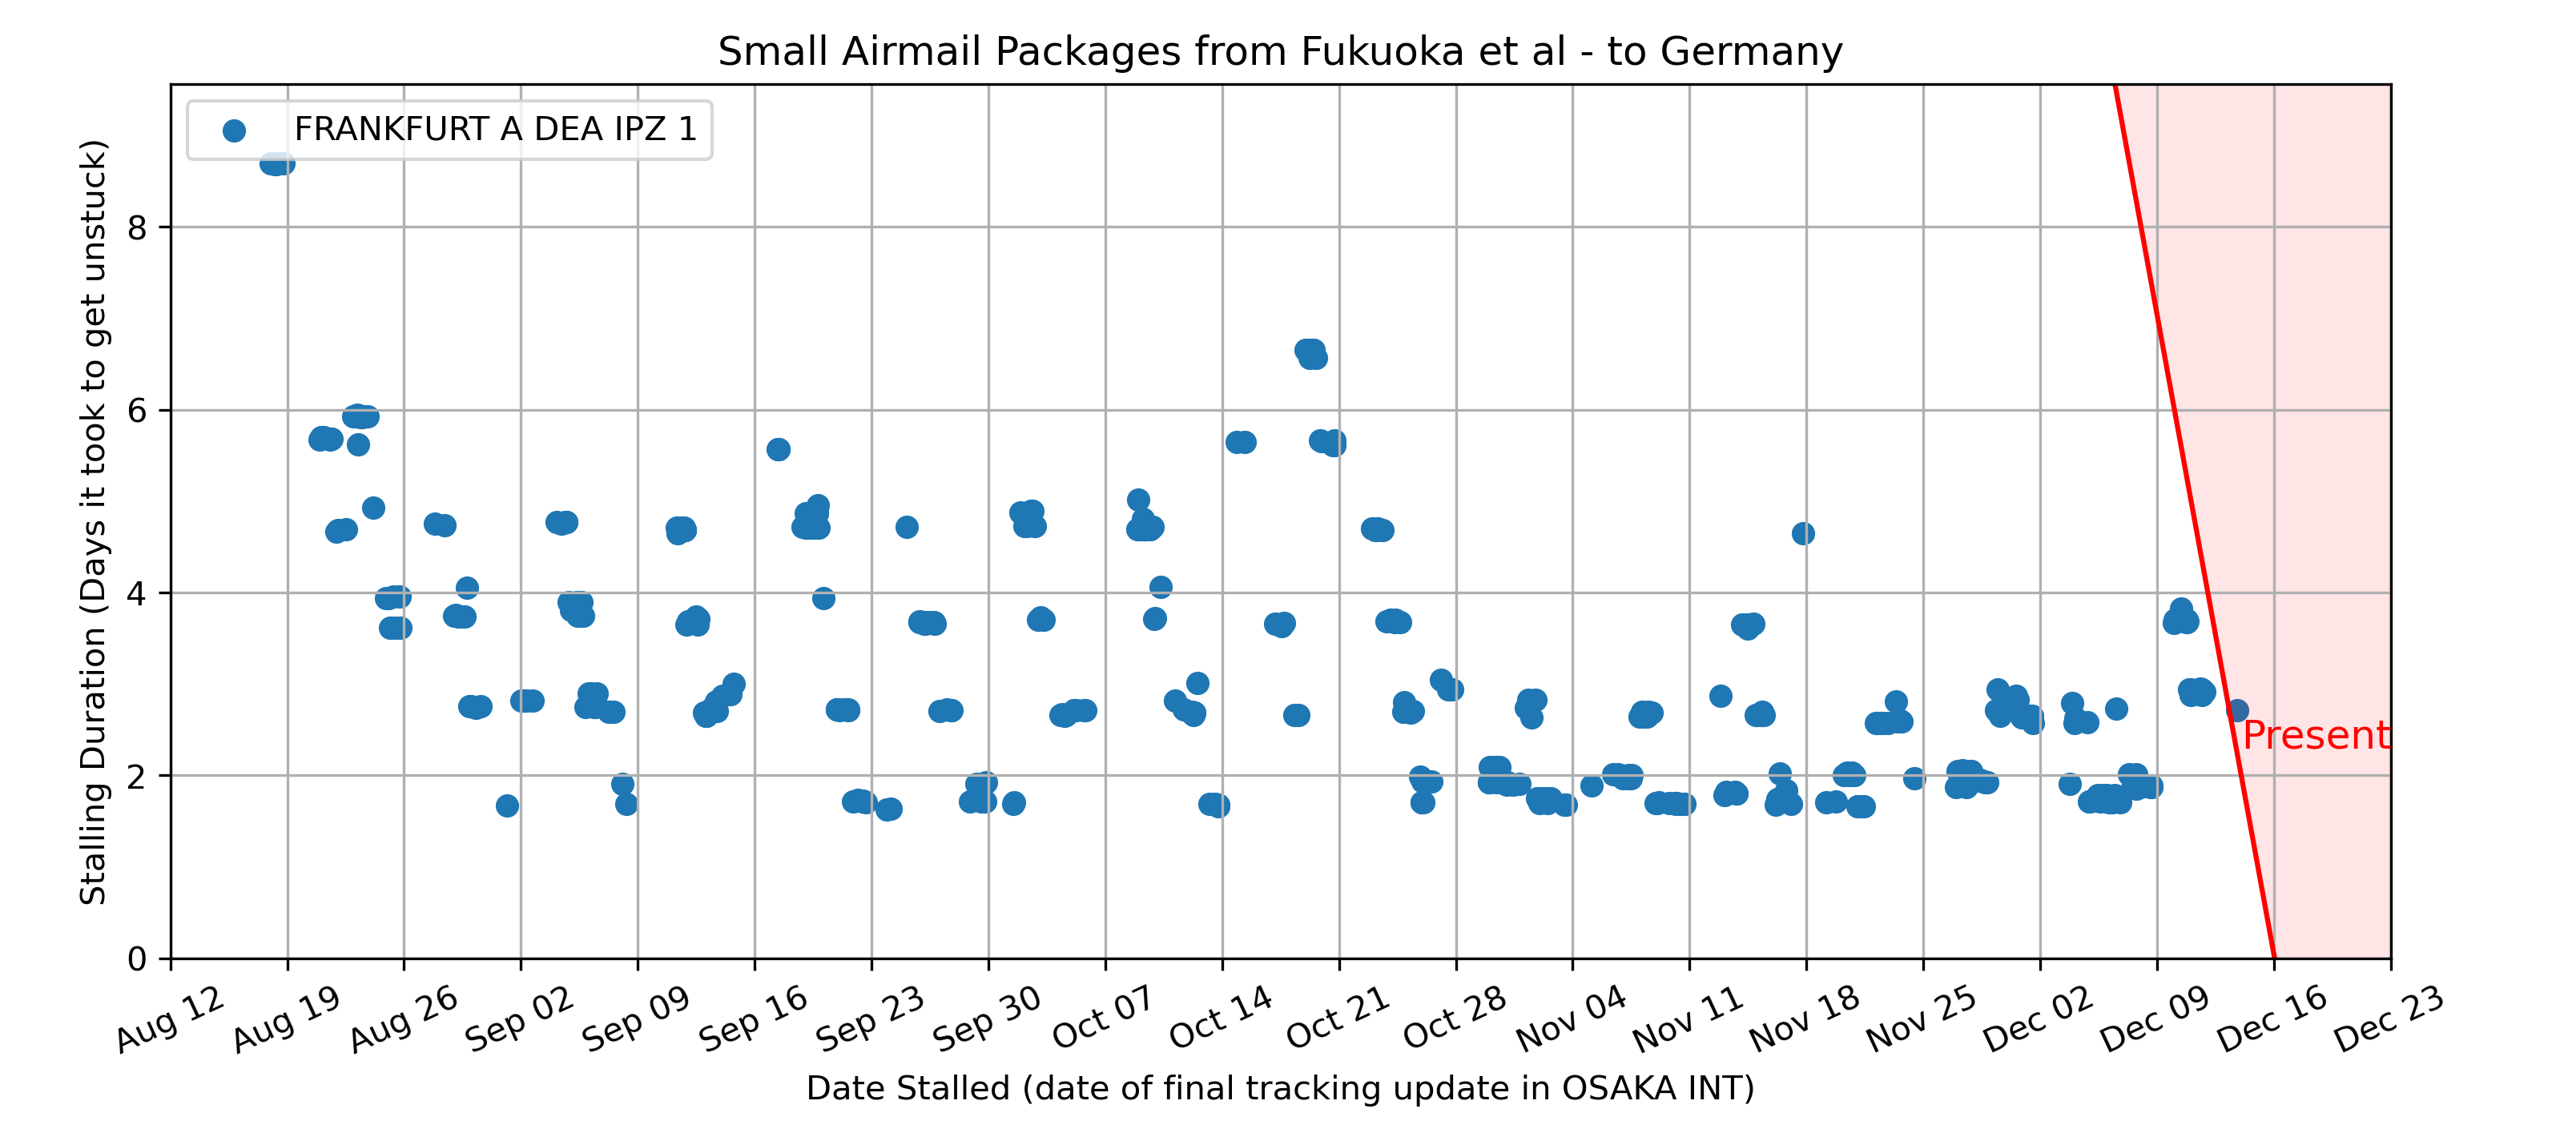 Small Airmail Packages from Fukuoka et al - to Germany
FRANKFURT A DEA IPZ 1
Stalling Duration (Days it took to get unstuck)
8
6
4
2
0
Present
Aug 12
Aug 19
Aug 26
Sep 02
Sep 09
Sep 16
Sep 23
Sep 30
Oct 07
Oct 14
Oct 21
Oct 28
Nov 04
Nov 11
Nov 18
Nov 25
Dec 02
Dec 09
Dec 16
Dec 23
Date Stalled (date of final tracking update in OSAKA INT)